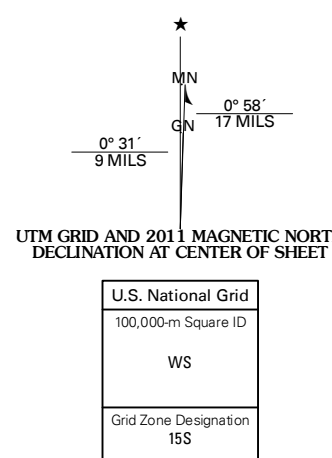 ★
MN
0° 58´
17 MILS
GN
0° 31´
9 MILS
UTM GRID AND 2011 MAGNETIC NORT
DECLINATION AT CENTER OF SHEET
U.S. National Grid
100,000-m Square ID
WS
Grid Zone Designation
15S